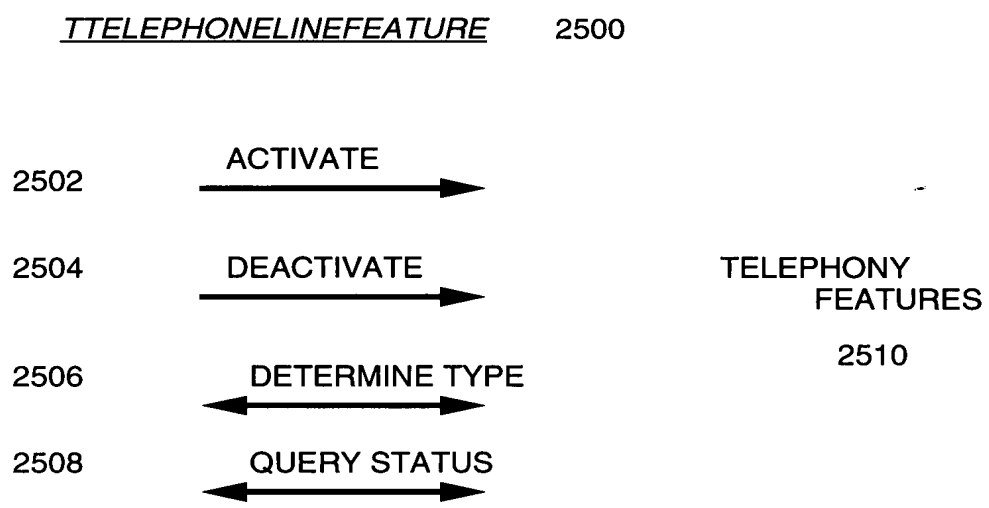 TTELEPHONELINEFEATURE 2500
ACTIVATE
2502
2504 DEACTIVATE
TELEPHONY
FEATURES
2510
2506 DETERMINE TYPE
2508 QUERY STATUS